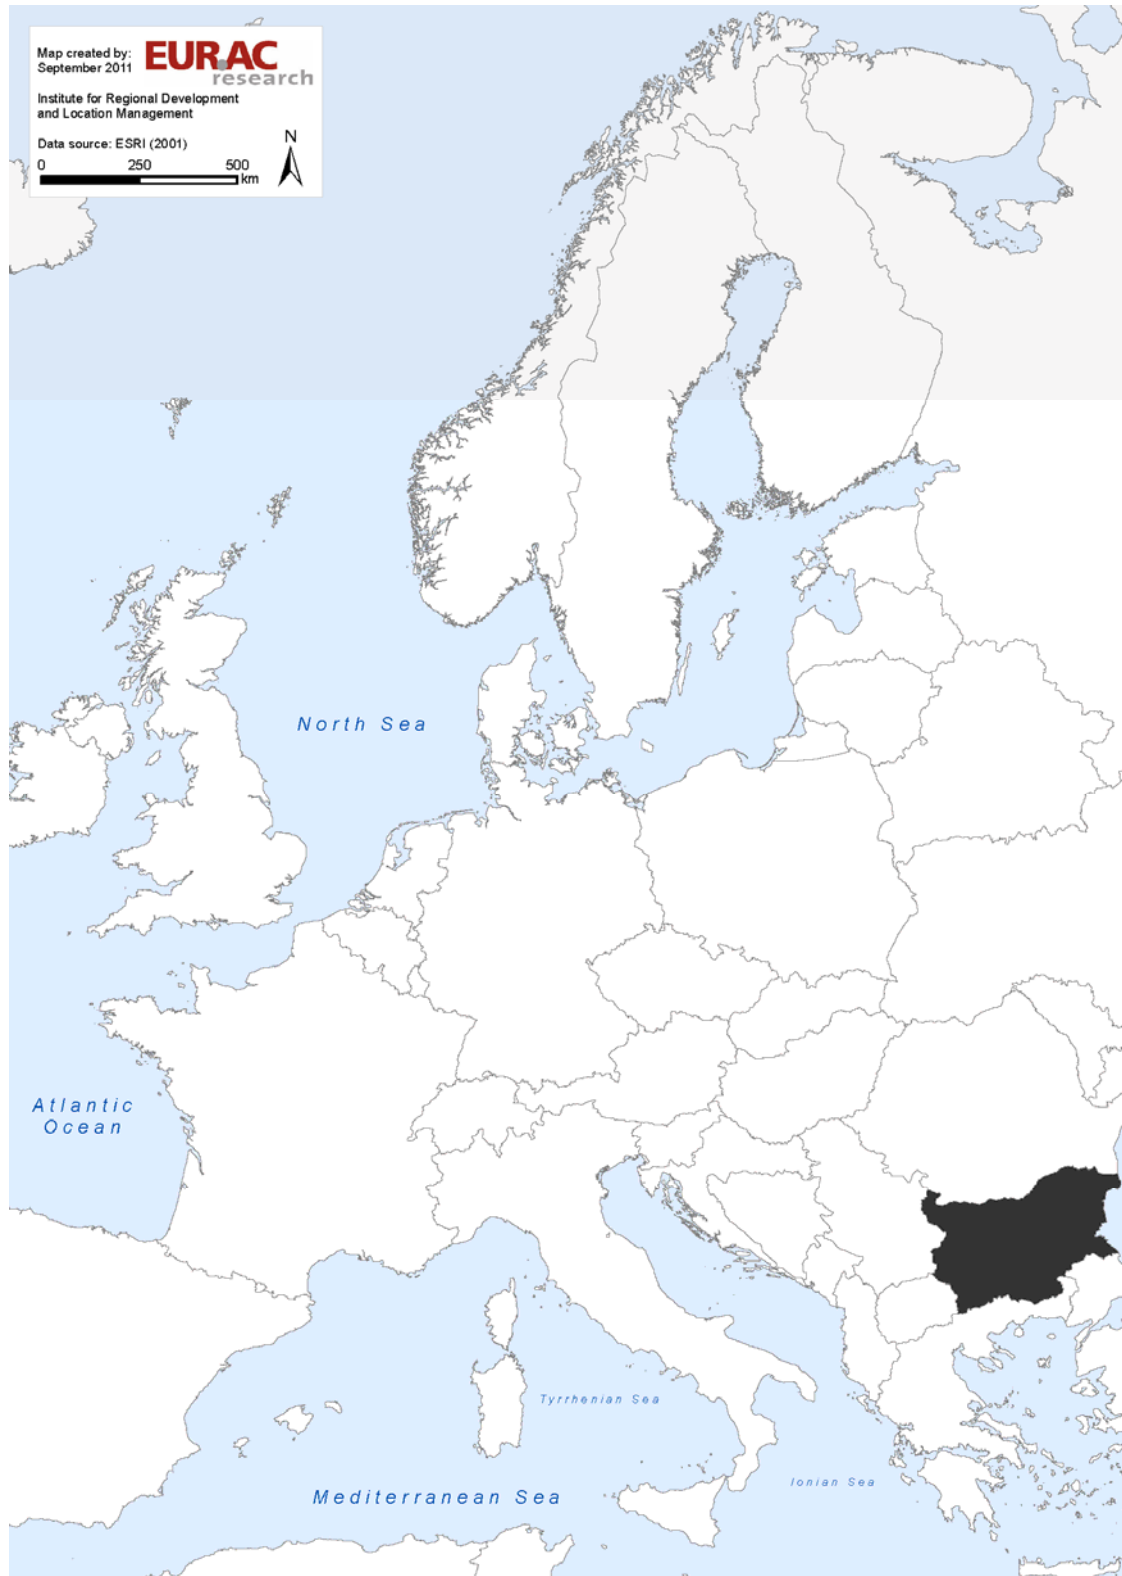 Map created by:
September 2011
EURAC
research
Institute for Regional Development
and Location Management
Data source: ESRI (2001)
N
0 250 500
km
North Sea
Atlantic
Ocean
Tyrrhenian Sea
Ionian Sea
Mediterranean Sea